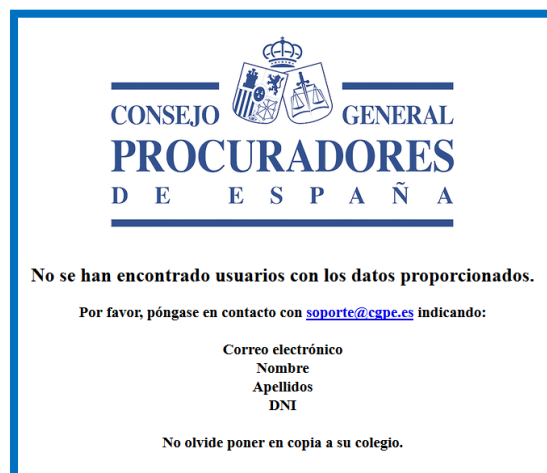 CONSEJO GENERAL
PROCURADORES
DE ESPAÑA
No se han encontrado usuarios con los datos proporcionados.
Por favor, póngase en contacto con soporte@cgpe.es indicando:
Correo electrónico
Nombre
Apellidos
DNI
No olvide poner en copia a su colegio.